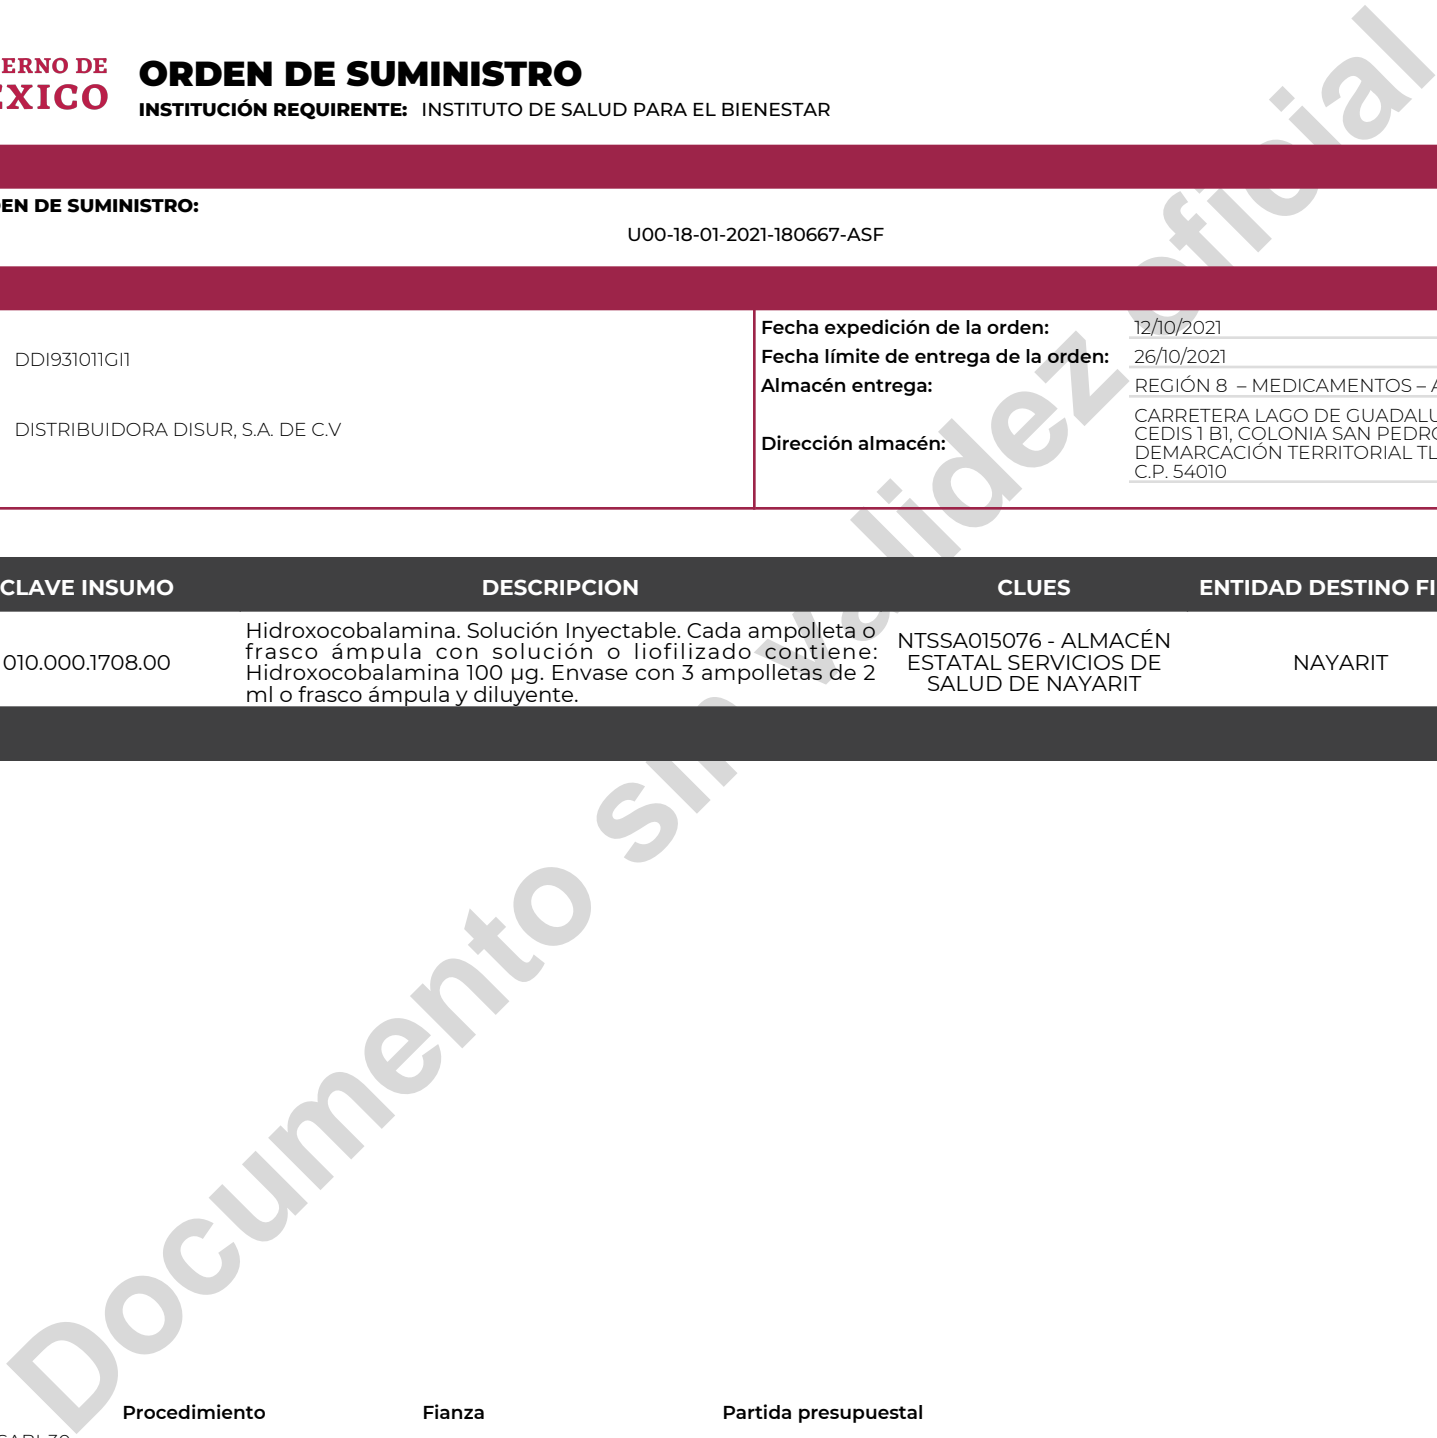 ERNO DE
ÉXICO
ORDEN DE SUMINISTRO
INSTITUCIÓN REQUIRENTE: INSTITUTO DE SALUD PARA EL BIENESTAR
EN DE SUMINISTRO:
U00-18-01-2021-180667-ASF
DDI931011GI1
DISTRIBUIDORA DISUR, S.A. DE C.V
Fecha expedición de la orden: 12/10/2021
Fecha límite de entrega de la orden: 26/10/2021
Almacén entrega: REGIÓN 8 – MEDICAMENTOS – A
Dirección almacén:
CARRETERA LAGO DE GUADALU
CEDIS 1 B1, COLONIA SAN PEDRO
DEMARCACIÓN TERRITORIAL TL
C.P. 54010
CLAVE INSUMO DESCRIPCION CLUES ENTIDAD DESTINO FI
010.000.1708.00
Hidroxocobalamina. Solución Inyectable. Cada ampolleta o
frasco ámpula con solución o liofilizado contiene:
Hidroxocobalamina 100 µg. Envase con 3 ampolletas de 2
ml o frasco ámpula y diluyente.
NTSSA015076 - ALMACÉN
ESTATAL SERVICIOS DE
SALUD DE NAYARIT
NAYARIT
Documento sin validez oficial
Procedimiento Fianza Partida presupuestal